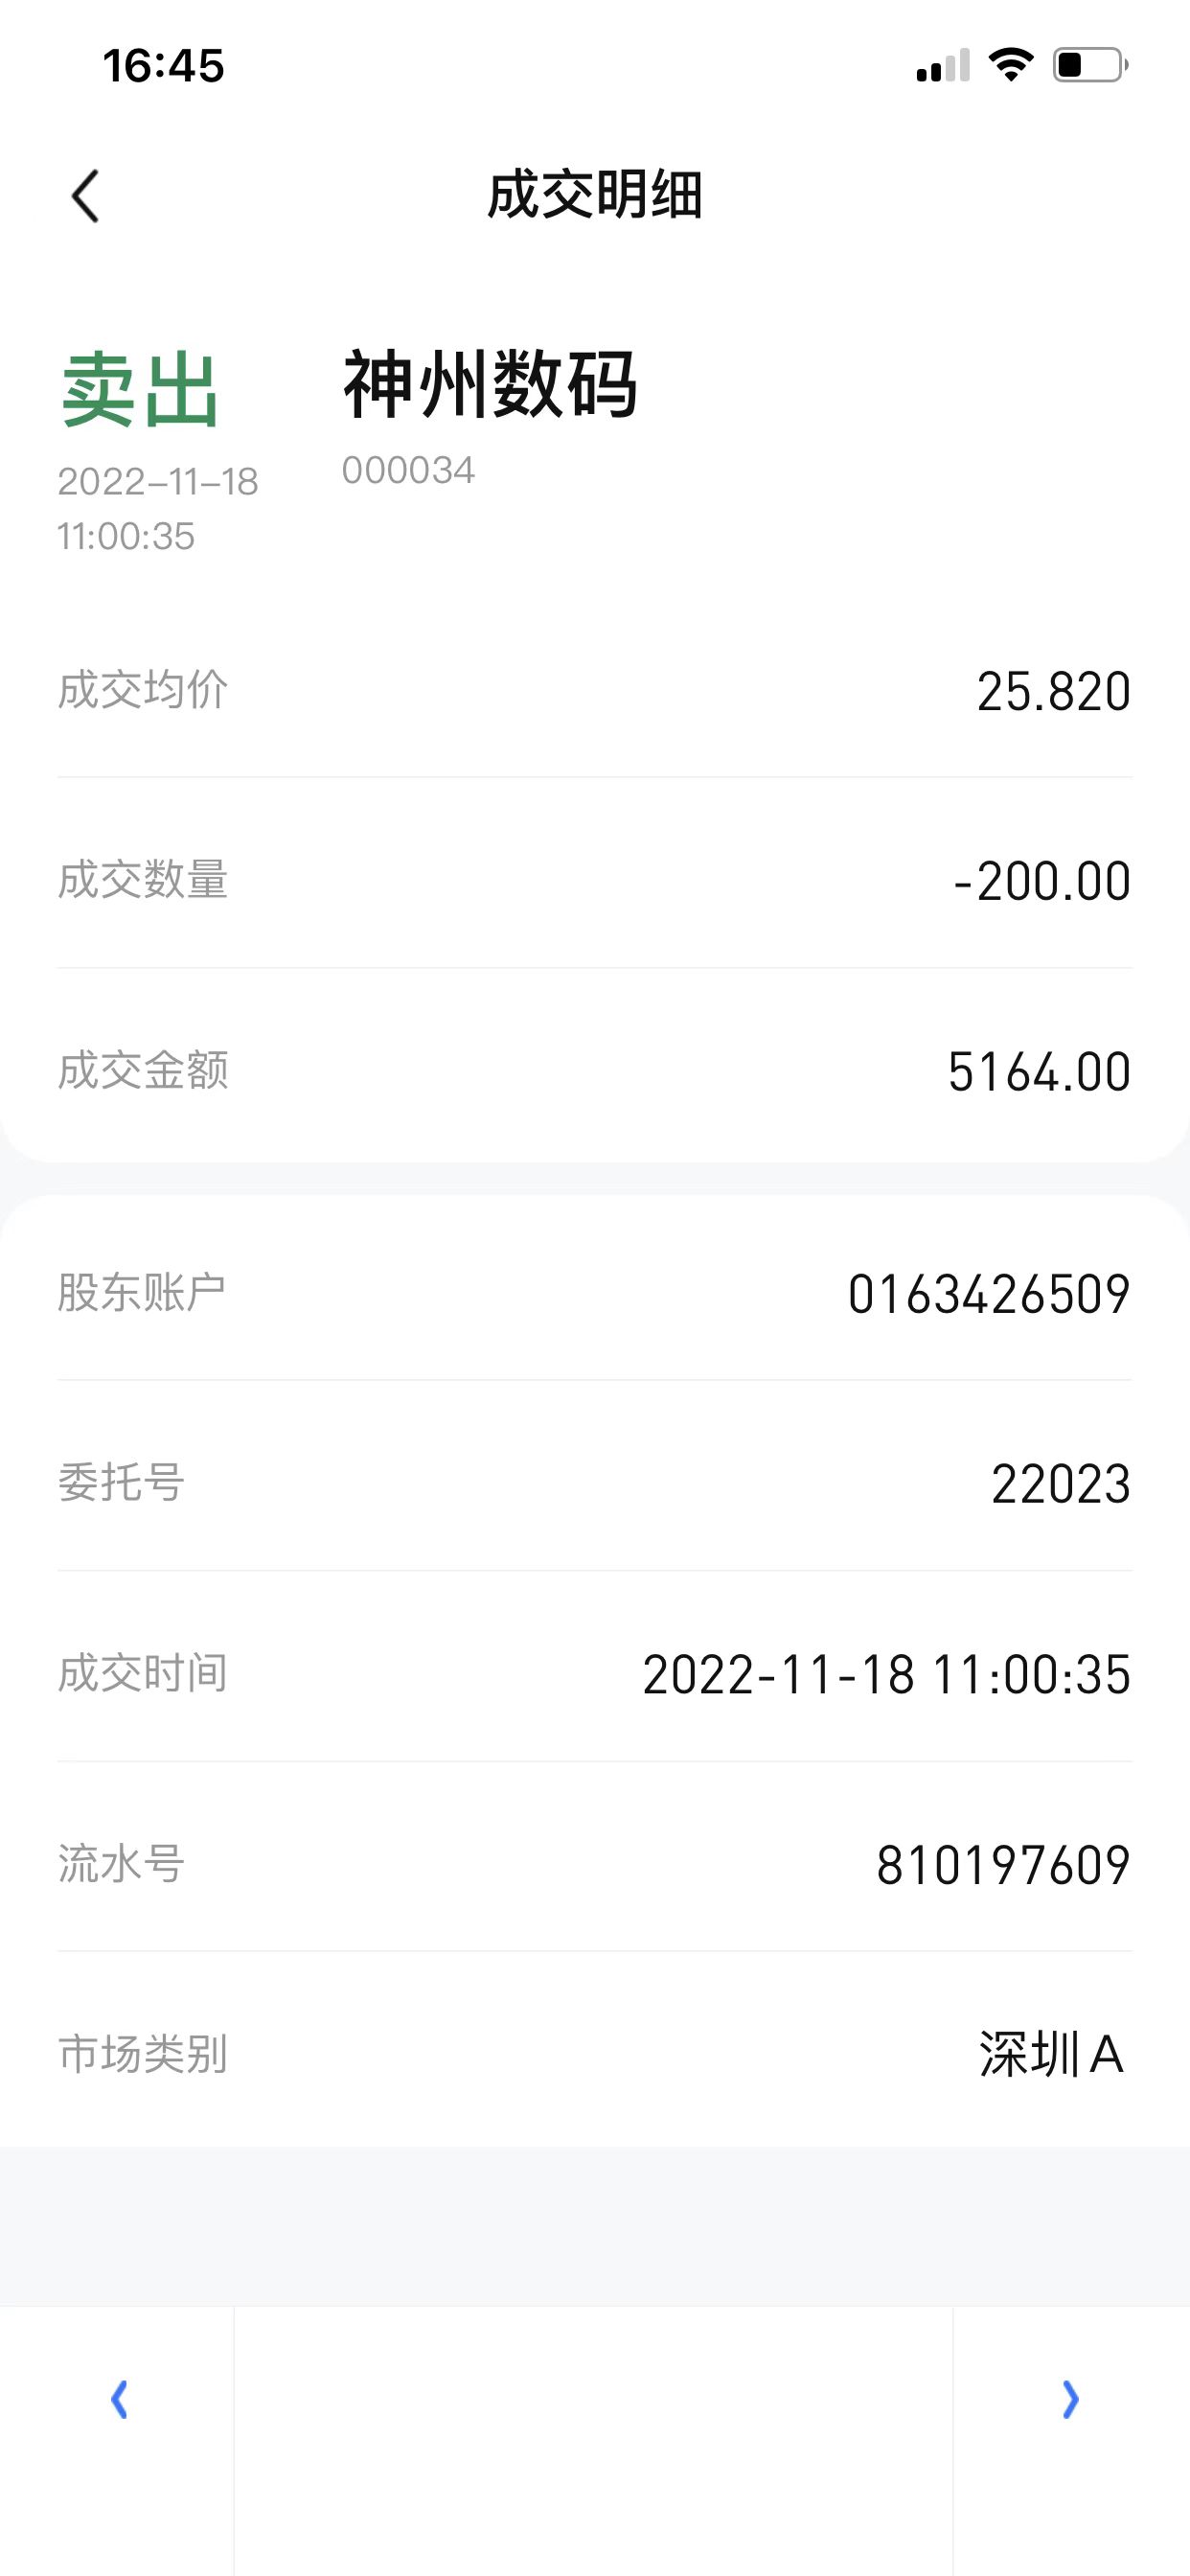 16:45
成交明细
卖出 神州数码
2022-11-18 000034
11:00:35
成交均价 25.820
成交数量 -200.00
成交金额 5164.00
股东账户 0163426509
委托号 22023
成交时间 2022-11-18 11:00:35
流水号 810197609
市场类别 深圳A